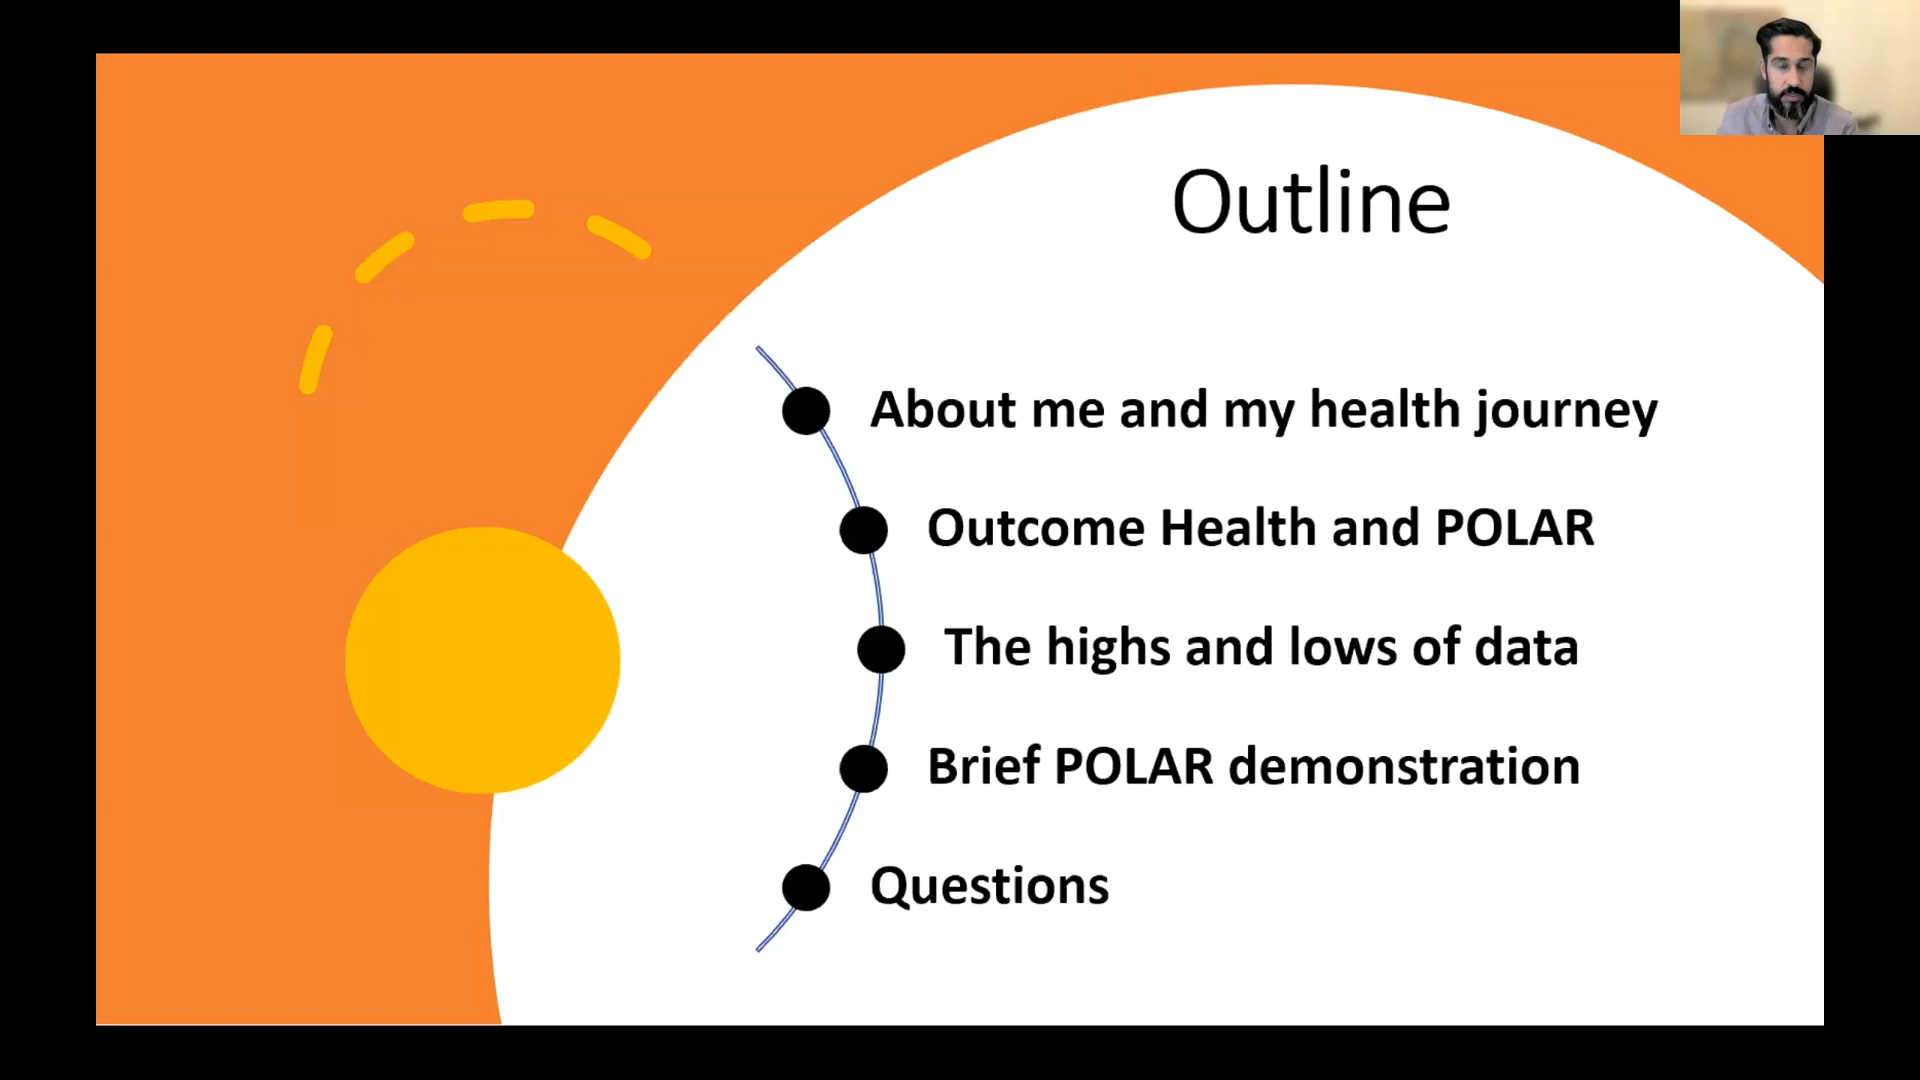 Outline
About me and my health journey
Outcome Health and POLAR
The highs and lows of data
Brief POLAR demonstration
Questions